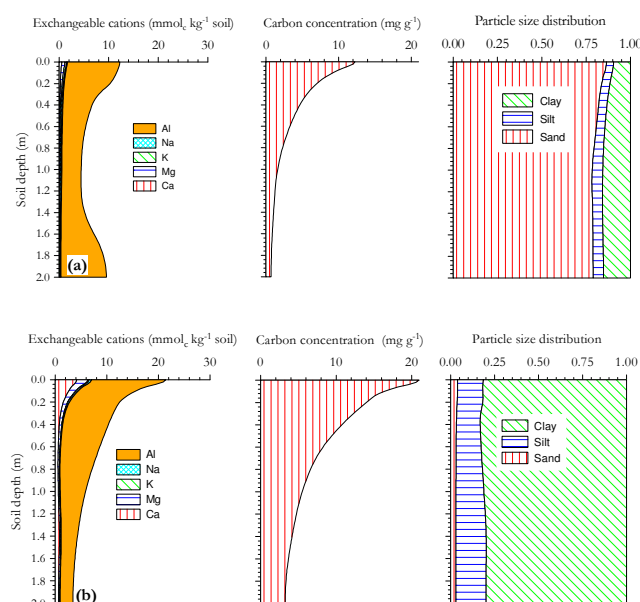 Exchangeable cations (mmolc kg-1 soil)
Carbon concentration (mg g-1)
Particle size distribution
0 10 20 30
0 10 20
0.00 0.25 0.50 0.75 1.00
Soil depth (m)
0.0
0.2
0.4
0.6
0.8
1.0
1.2
1.4
1.6
1.8
2.0
Al
Na
K
Mg
Ca
(a)
Clay
Silt
Sand
Exchangeable cations (mmolc kg-1 soil)
Carbon concentration (mg g-1)
Particle size distribution
0 10 20 30
0 10 20
0.00 0.25 0.50 0.75 1.00
Soil depth (m)
0.0
0.2
0.4
0.6
0.8
1.0
1.2
1.4
1.6
1.8
2.0
Al
Na
K
Mg
Ca
(b)
Clay
Silt
Sand